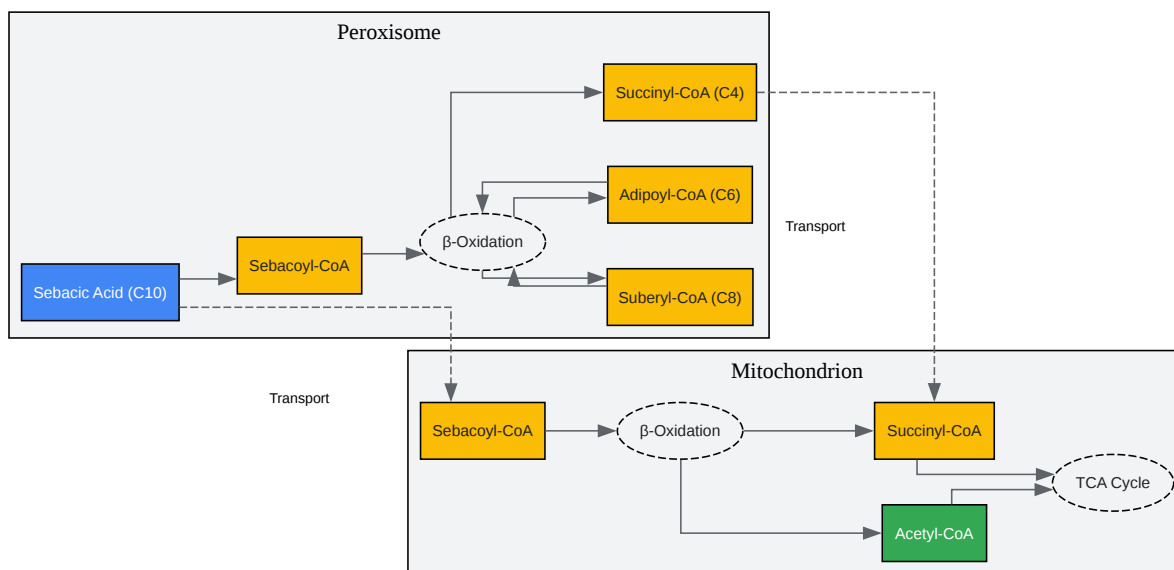 Peroxisome
Succinyl-CoA (C4)
Adipoyl-CoA (C6)
Transport
β-Oxidation
Sebacoyl-CoA
Sebacic Acid (C10)
Suberyl-CoA (C8)
Mitochondrion
Transport
Sebacoyl-CoA
β-Oxidation
Succinyl-CoA
TCA Cycle
Acetyl-CoA